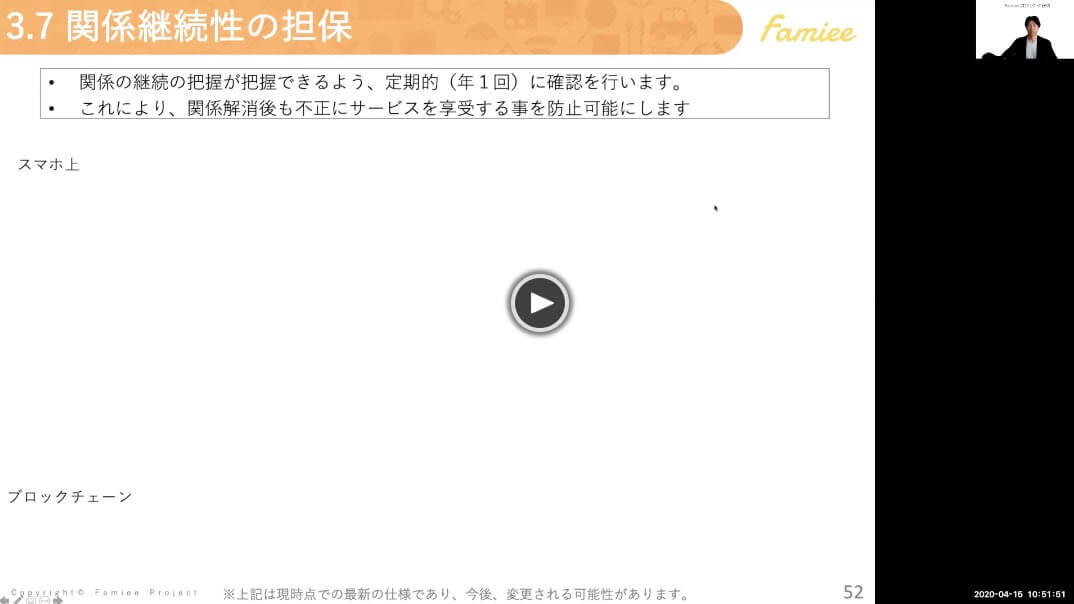 3.7 関係継続性の担保
Famiee
• 関係の継続の把握が把握できるよう、定期的（年１回）に確認を行います。
• これにより、関係解消後も不正にサービスを享受する事を防止可能にします
スマホ上
ブロックチェーン
Copyright© Famiee Project
※上記は現時点での最新の仕様であり、今後、変更される可能性があります。
52
2020-04-16 10:51:51